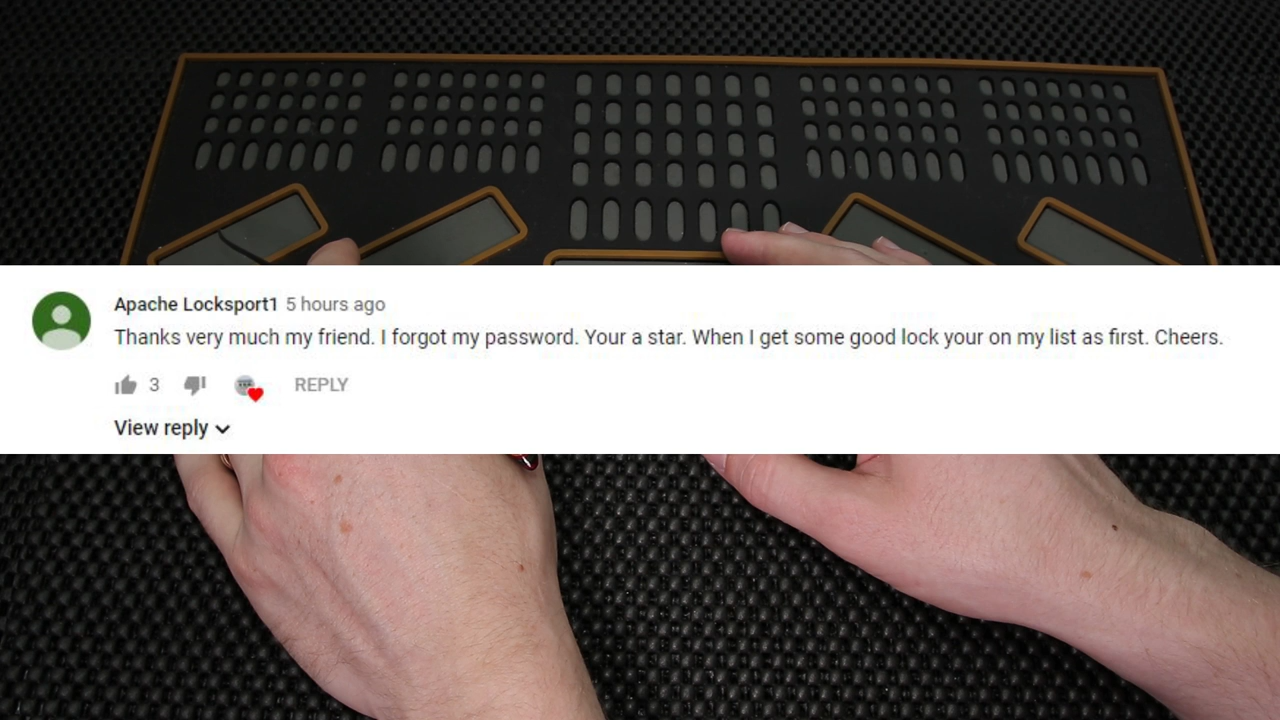 Apache Locksport1 5 hours ago
Thanks very much my friend. I forgot my password. Your a star. When I get some good lock your on my list as first. Cheers.
3 REPLY
View reply